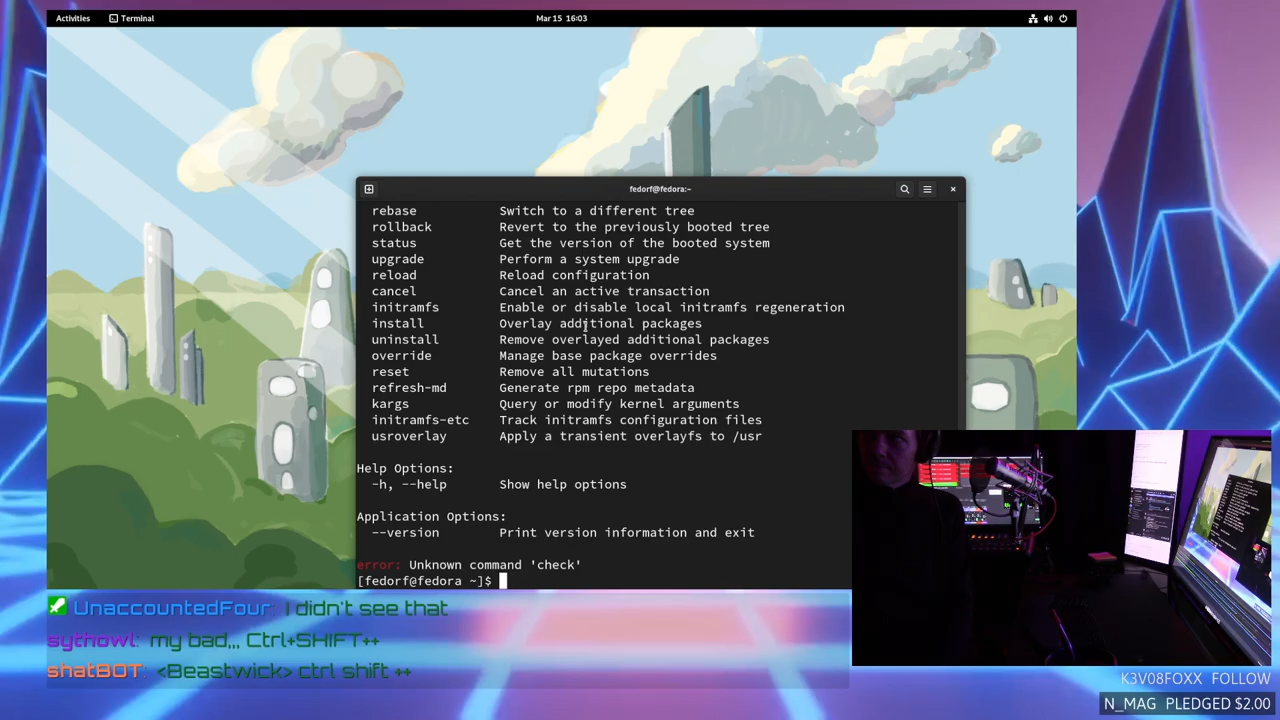 Activities Terminal Mar 15 16:03
fedorf@fedora:~
rebase Switch to a different tree
rollback Revert to the previously booted tree
status Get the version of the booted system
upgrade Perform a system upgrade
reload Reload configuration
cancel Cancel an active transaction
initramfs Enable or disable local initramfs regeneration
install Overlay additional packages
uninstall Remove overlayed additional packages
override Manage base package overrides
reset Remove all mutations
refresh-md Generate rpm repo metadata
kargs Query or modify kernel arguments
initramfs-etc Track initramfs configuration files
usroverlay Apply a transient overlayfs to /usr
Help Options:
-h, --help Show help options
Application Options:
--version Print version information and exit
error: Unknown command 'check'
[fedorf@fedora ~]$
UnaccountedFour: I didn't see that
sythowl: my bad,,, Ctrl+SHIFT++
shatBOT: <Beastwick> ctrl shift ++
K3V08FOXX FOLLOW
N_MAG PLEDGED $2.00